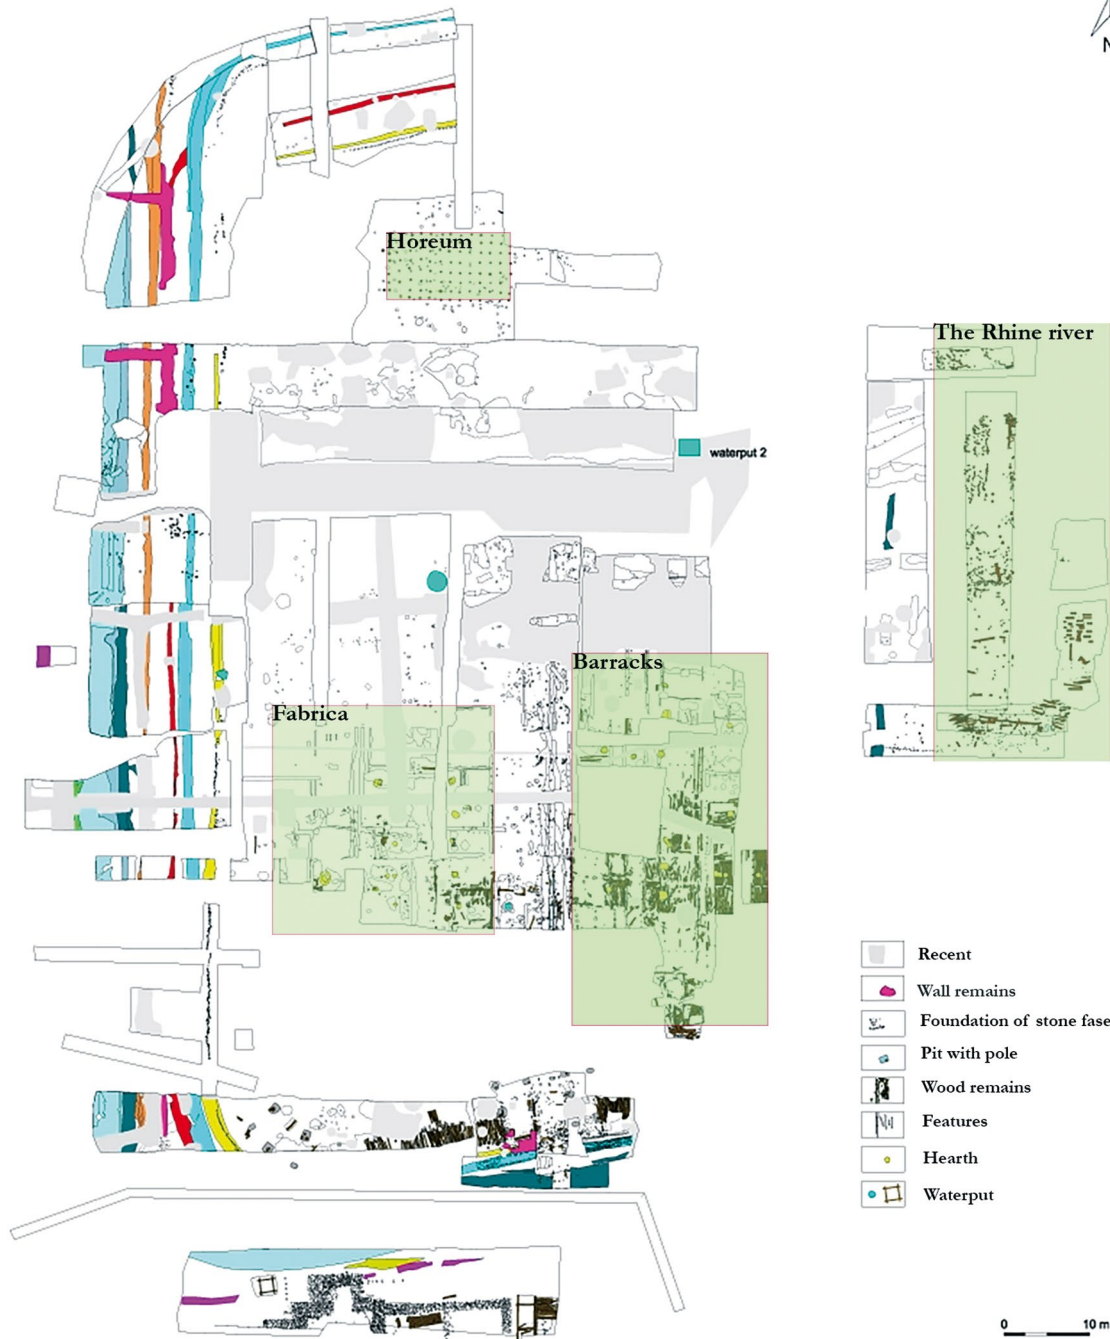 N
Horeum
The Rhine river
waterput 2
Barracks
Fabrica
Recent
Wall remains
Foundation of stone fase
Pit with pole
Wood remains
Features
Hearth
Waterput
0 10 m